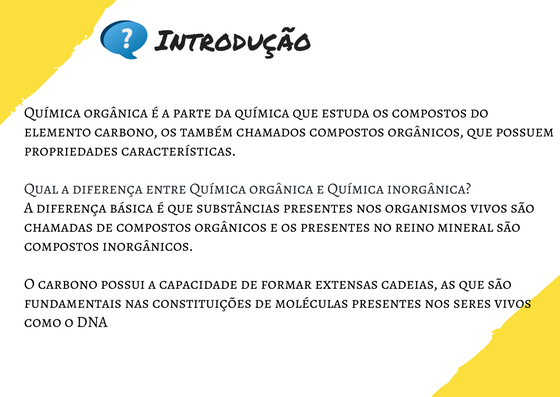 ?
Introdução
Química orgânica é a parte da química que estuda os compostos do
elemento carbono, os também chamados compostos orgânicos, que possuem
propriedades características.
Qual a diferença entre Química orgânica e Química inorgânica?
A diferença básica é que substâncias presentes nos organismos vivos são
chamadas de compostos orgânicos e os presentes no reino mineral são
compostos inorgânicos.
O carbono possui a capacidade de formar extensas cadeias, as que são
fundamentais nas constituições de moléculas presentes nos seres vivos
como o DNA